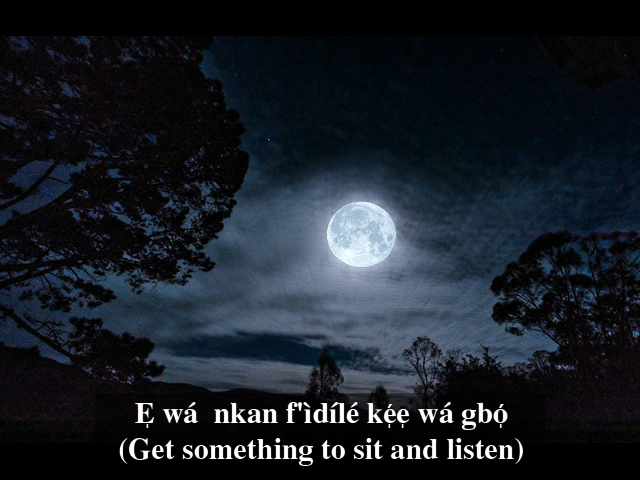 Ẹ wá  nkan f'ìdílé kẹ́ẹ wá gbọ́
(Get something to sit and listen)